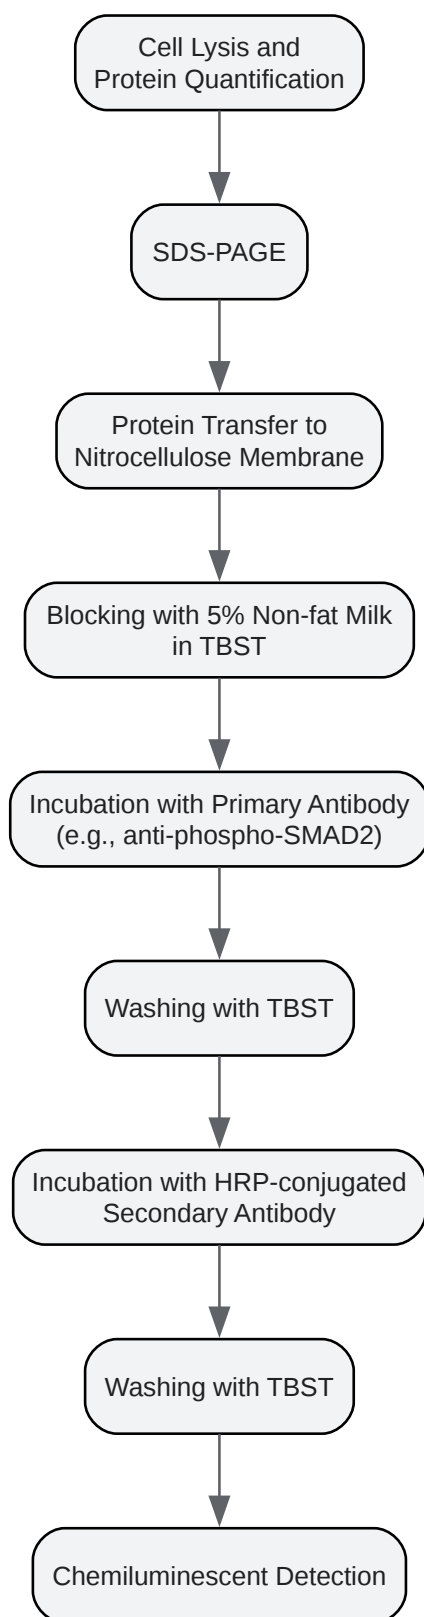 Cell Lysis and
Protein Quantification
SDS-PAGE
Protein Transfer to
Nitrocellulose Membrane
Blocking with 5% Non-fat Milk
in TBST
Incubation with Primary Antibody
(e.g., anti-phospho-SMAD2)
Washing with TBST
Incubation with HRP-conjugated
Secondary Antibody
Washing with TBST
Chemiluminescent Detection